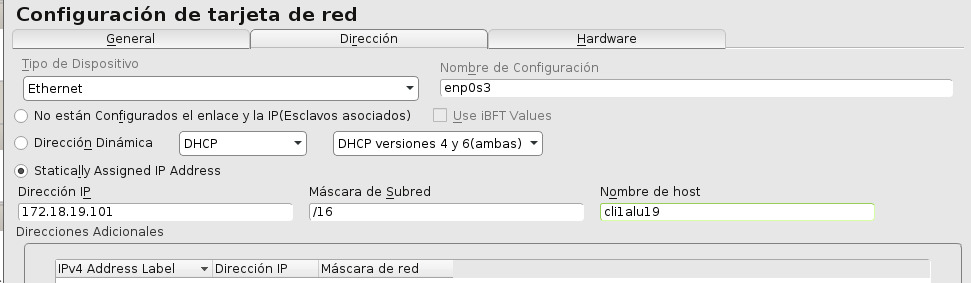 Configuración de tarjeta de red
General Dirección Hardware
Tipo de Dispositivo Nombre de Configuración
Ethernet enp0s3
No están Configurados el enlace y la IP(Esclavos asociados) Use iBFT Values
Dirección Dinámica DHCP DHCP versiones 4 y 6(ambas)
Statically Assigned IP Address
Dirección IP Máscara de Subred Nombre de host
172.18.19.101 /16 cli1alu19
Direcciones Adicionales
IPv4 Address Label Dirección IP Máscara de red